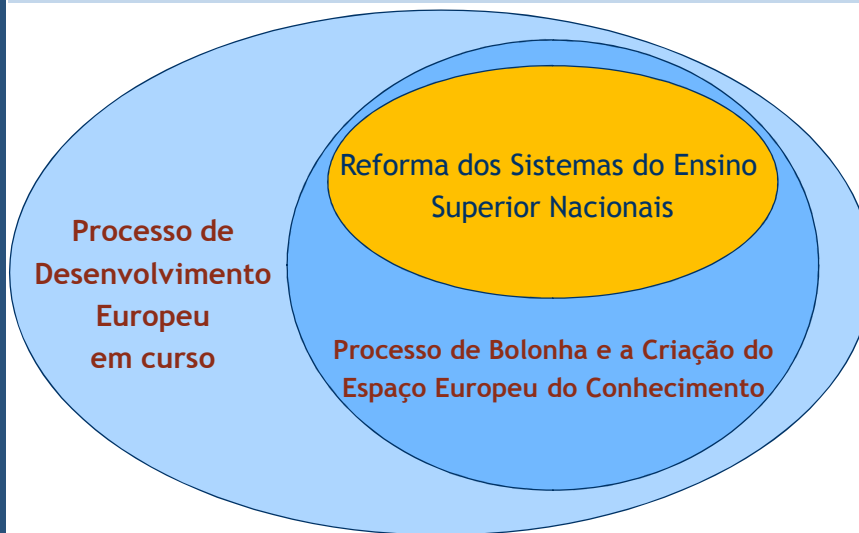 Reforma dos Sistemas do Ensino
Superior Nacionais
Processo de
Desenvolvimento
Europeu
em curso
Processo de Bolonha e a Criação do
Espaço Europeu do Conhecimento